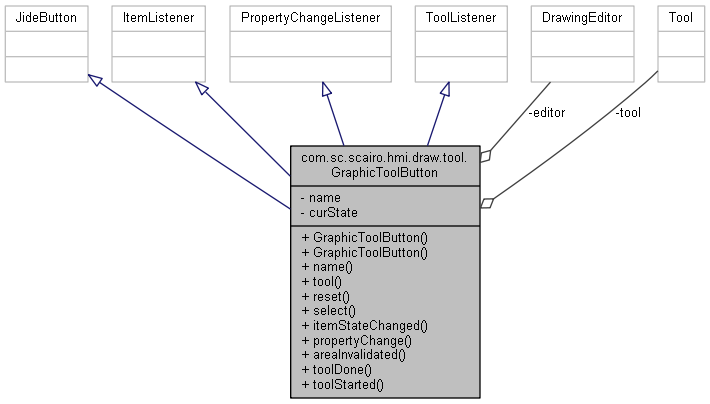 JideButton
ItemListener
PropertyChangeListener
ToolListener
DrawingEditor
Tool
-editor
-tool
com.sc.scairo.hmi.draw.tool.
GraphicToolButton
- name
- curState
+ GraphicToolButton()
+ GraphicToolButton()
+ name()
+ tool()
+ reset()
+ select()
+ itemStateChanged()
+ propertyChange()
+ areaInvalidated()
+ toolDone()
+ toolStarted()